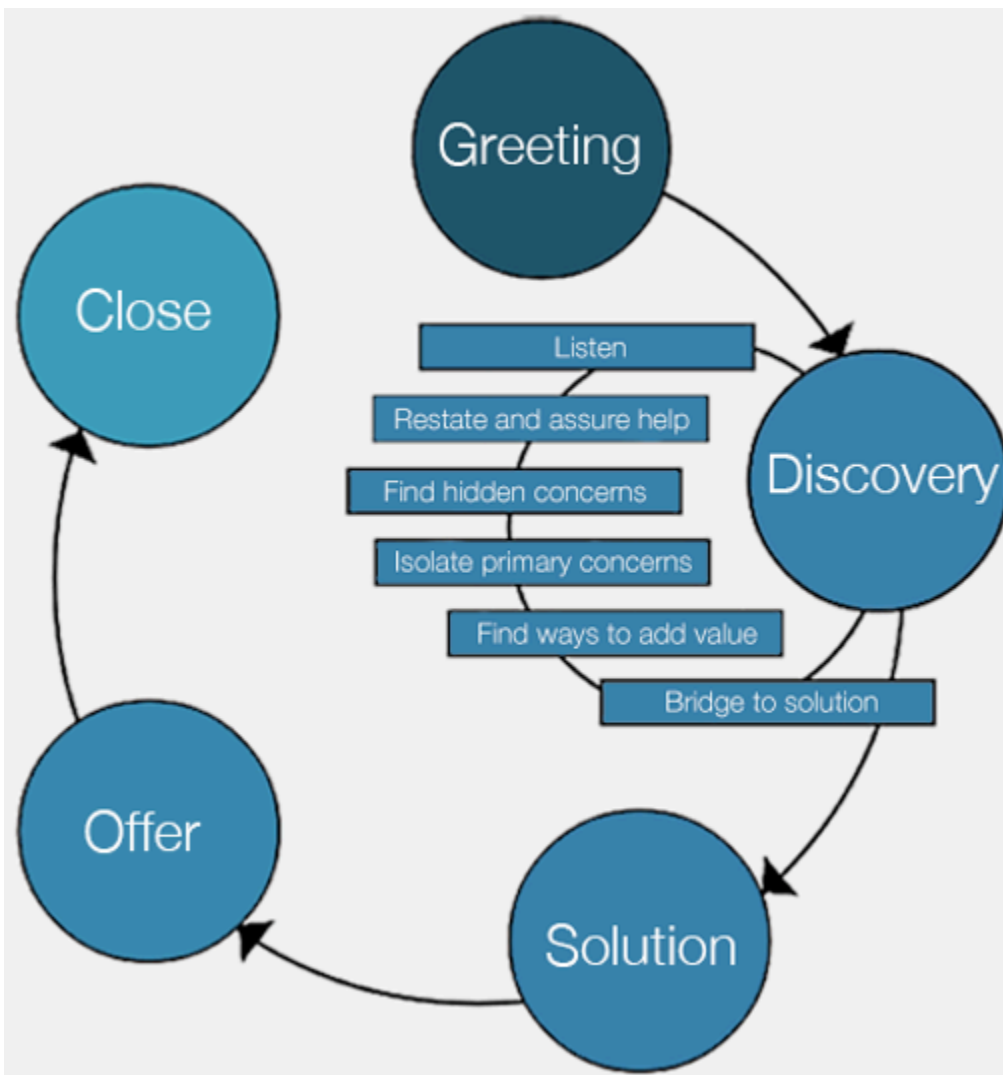 Greeting
Close
Listen
Restate and assure help
Discovery
Find hidden concerns
Isolate primary concerns
Find ways to add value
Bridge to solution
Offer
Solution